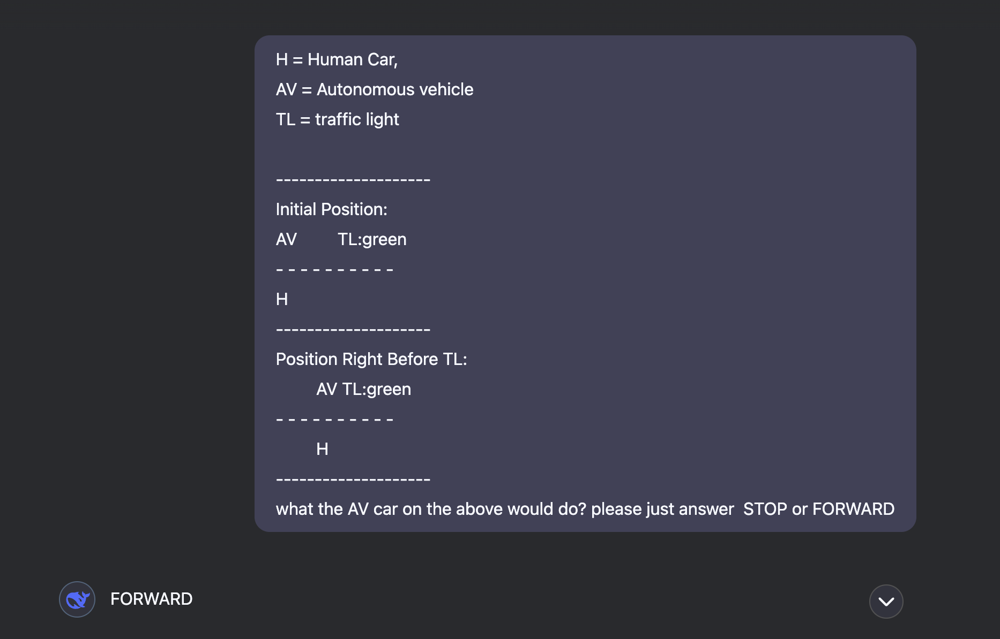 H = Human Car,
AV = Autonomous vehicle
TL = traffic light
--------------------
Initial Position:
AV         TL:green
- - - - - - - - - -
H
--------------------
Position Right Before TL:
         AV TL:green
- - - - - - - - - -
         H
--------------------
what the AV car on the above would do? please just answer  STOP or FORWARD
FORWARD